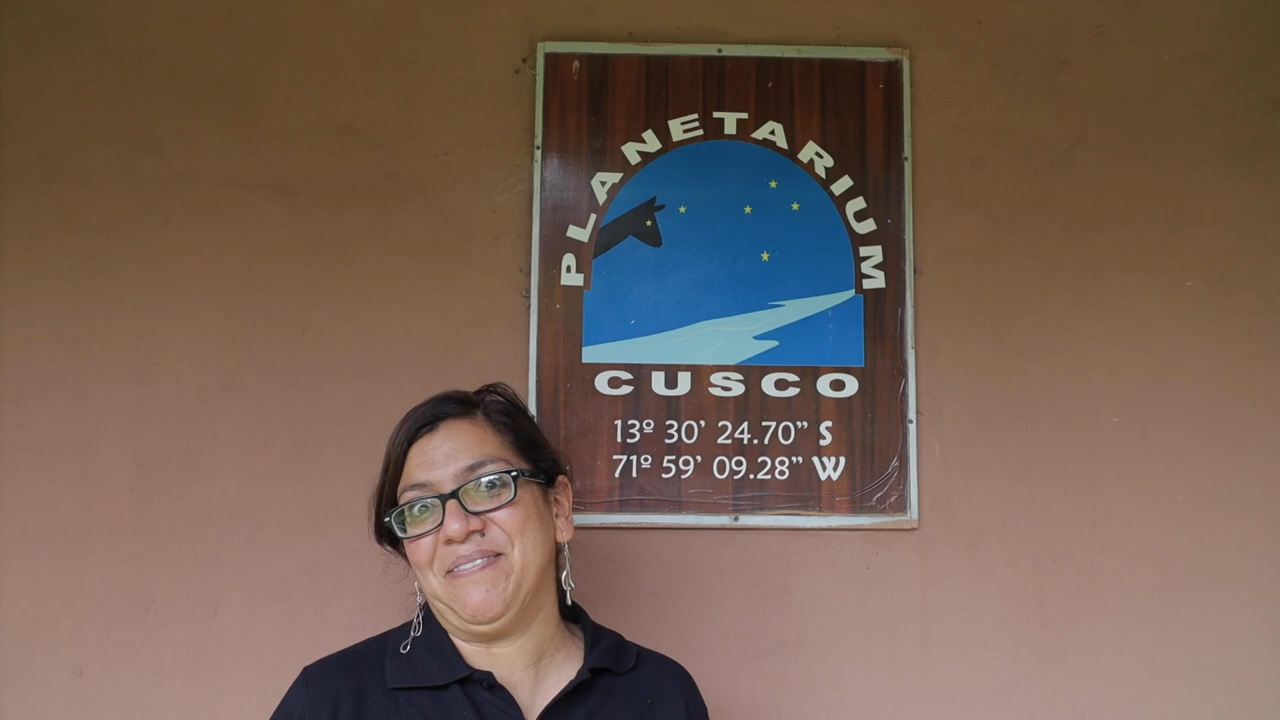 PLANETARIUM
CUSCO
13º 30’ 24.70” S
71º 59’ 09.28” W